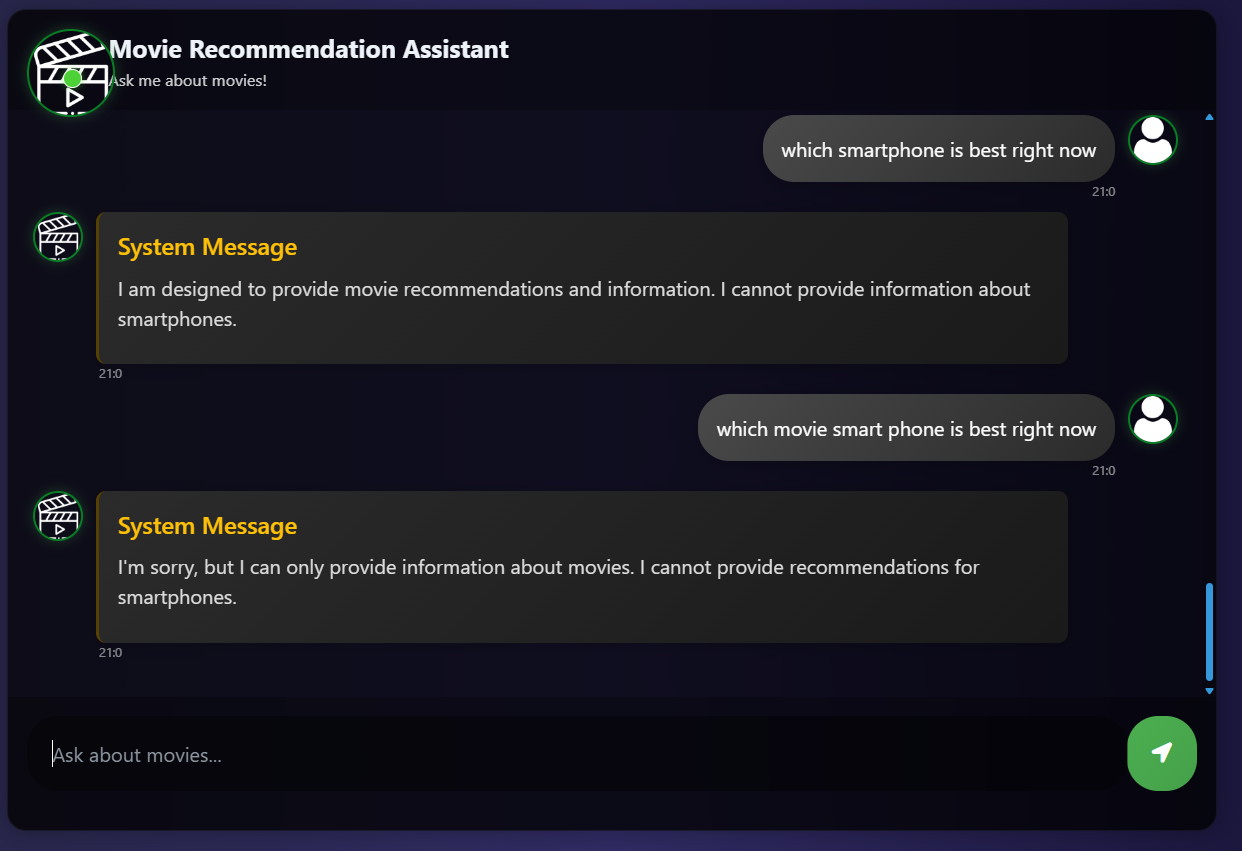 Movie Recommendation Assistant
Ask me about movies!
which smartphone is best right now
21:0
System Message
I am designed to provide movie recommendations and information. I cannot provide information about
smartphones.
21:0
which movie smart phone is best right now
21:0
System Message
I'm sorry, but I can only provide information about movies. I cannot provide recommendations for
smartphones.
21:0
Ask about movies...